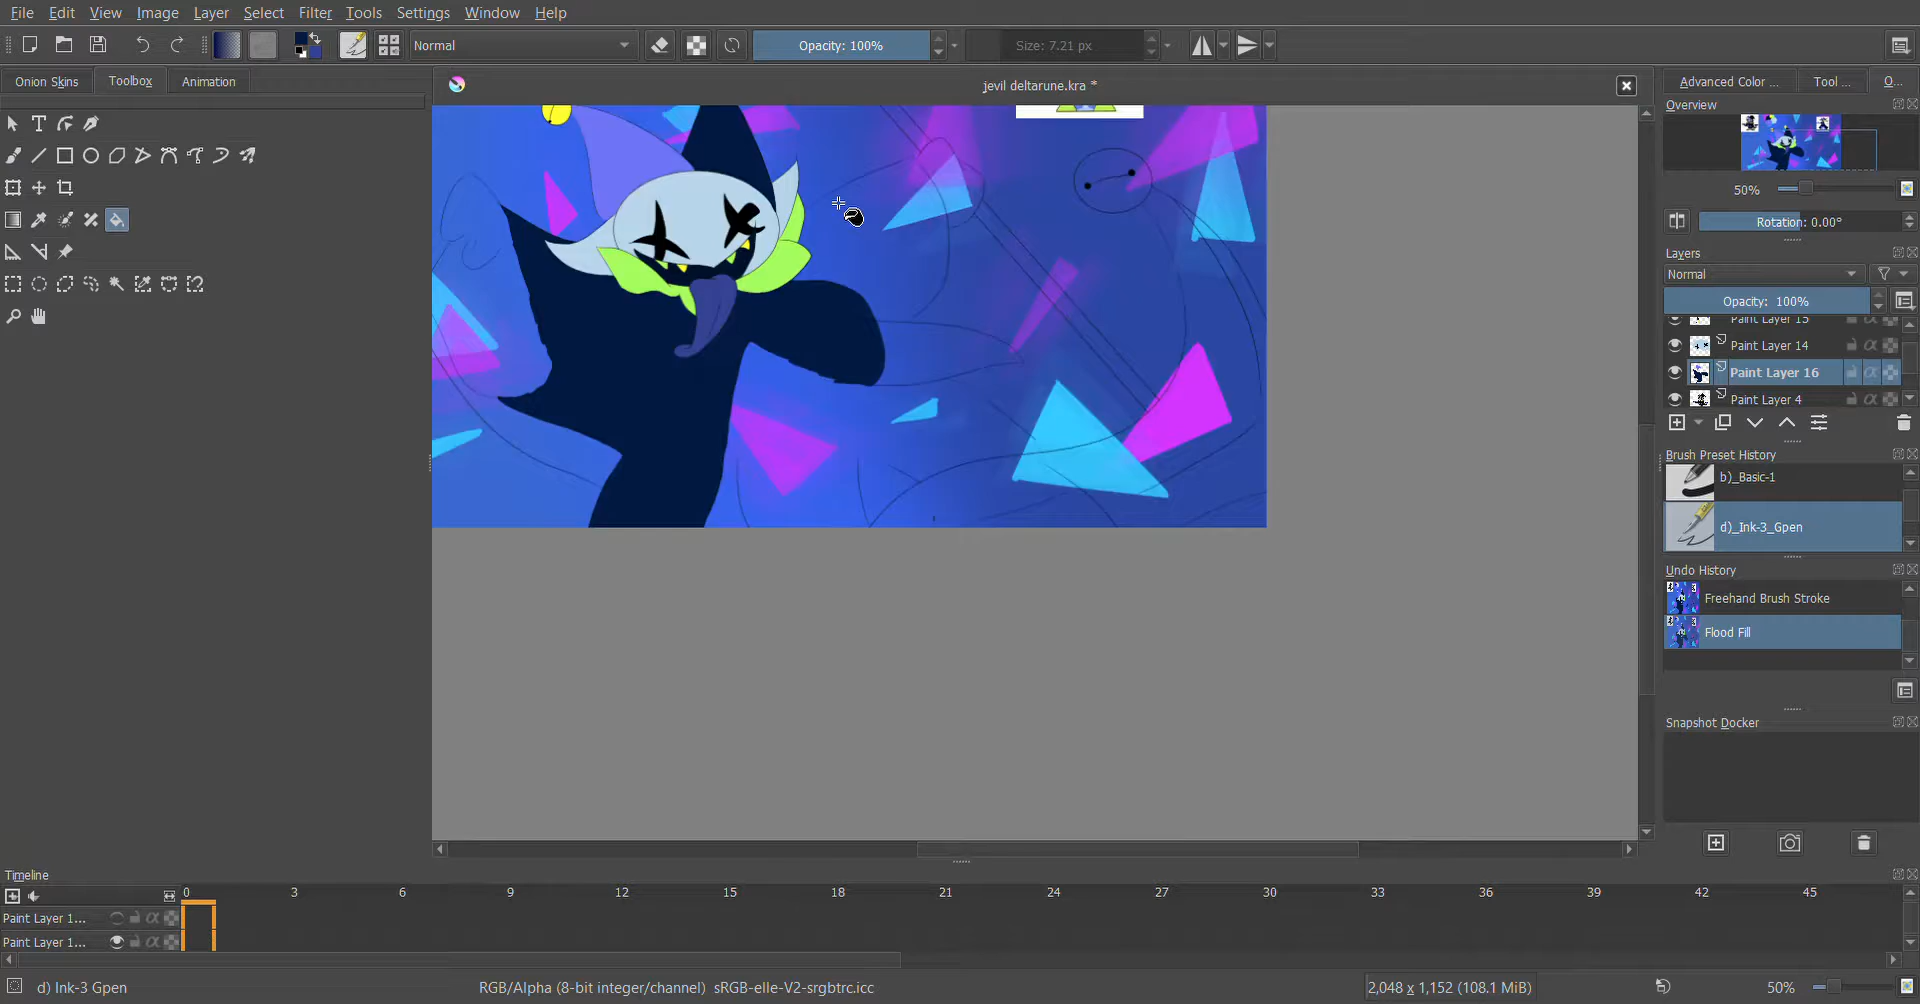 File Edit View Image Layer Select Filter Tools Settings Window Help
Normal Opacity: 100% Size: 7.21 px
Onion Skins Toolbox Animation
jevil deltarune.kra *
Advanced Color ... Tool ... O...
Overview
50%
Rotation: 0.00°
Layers
Normal
Opacity: 100%
Paint Layer 15
Paint Layer 14
Paint Layer 16
Paint Layer 4
Brush Preset History
b)_Basic-1
d)_Ink-3_Gpen
Undo History
Freehand Brush Stroke
Flood Fill
Snapshot Docker
Timeline
0 3 6 9 12 15 18 21 24 27 30 33 36 39 42 45
Paint Layer 1...
Paint Layer 1...
d) Ink-3 Gpen RGB/Alpha (8-bit integer/channel) sRGB-elle-V2-srgbtrc.icc 2,048 x 1,152 (108.1 MiB) 50%